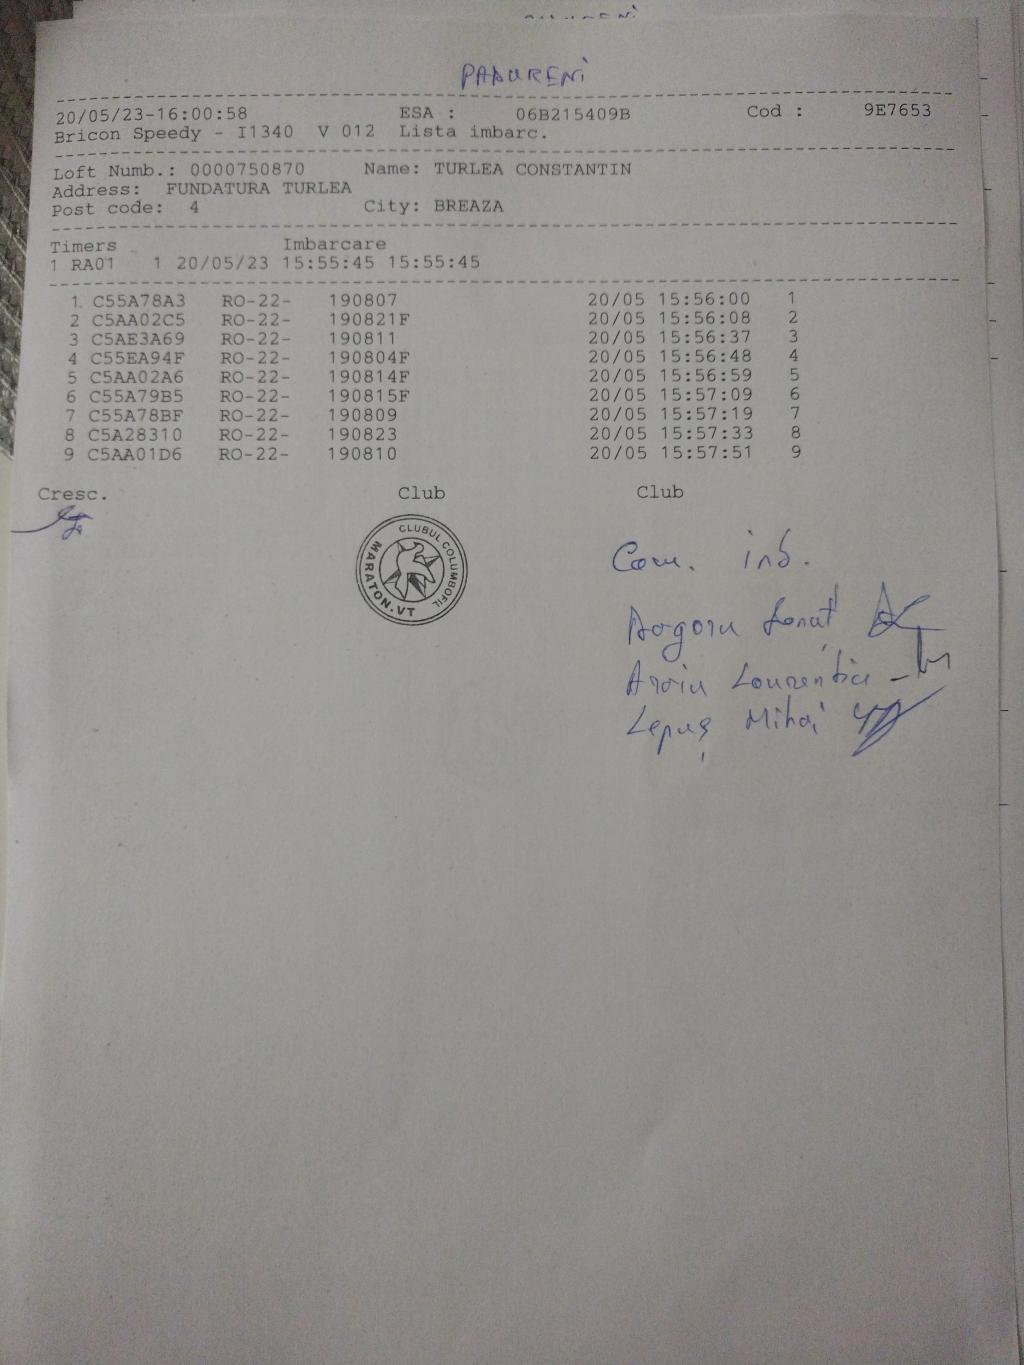 PADURENI
20/05/23-16:00:58 ESA : 06B215409B Cod : 9E7653
Bricon Speedy - I1340 V 012 Lista imbarc.
Loft Numb.: 0000750870 Name: TURLEA CONSTANTIN
Address: FUNDATURA TURLEA
Post code: 4 City: BREAZA
Timers Imbarcare
1 RA01 1 20/05/23 15:55:45 15:55:45
1 C55A78A3 RO-22- 190807 20/05 15:56:00 1
2 C5AA02C5 RO-22- 190821F 20/05 15:56:08 2
3 C5AE3A69 RO-22- 190811 20/05 15:56:37 3
4 C55EA94F RO-22- 190804F 20/05 15:56:48 4
5 C5AA02A6 RO-22- 190814F 20/05 15:56:59 5
6 C55A79B5 RO-22- 190815F 20/05 15:57:09 6
7 C55A78BF RO-22- 190809 20/05 15:57:19 7
8 C5A28310 RO-22- 190823 20/05 15:57:33 8
9 C5AA01D6 RO-22- 190810 20/05 15:57:51 9
Cresc. Club Club
CLUBUL COLUMBOFIL
MARATON.VT
Com. imb.
Ionuț
Laurentiu
Lepuș Mihai